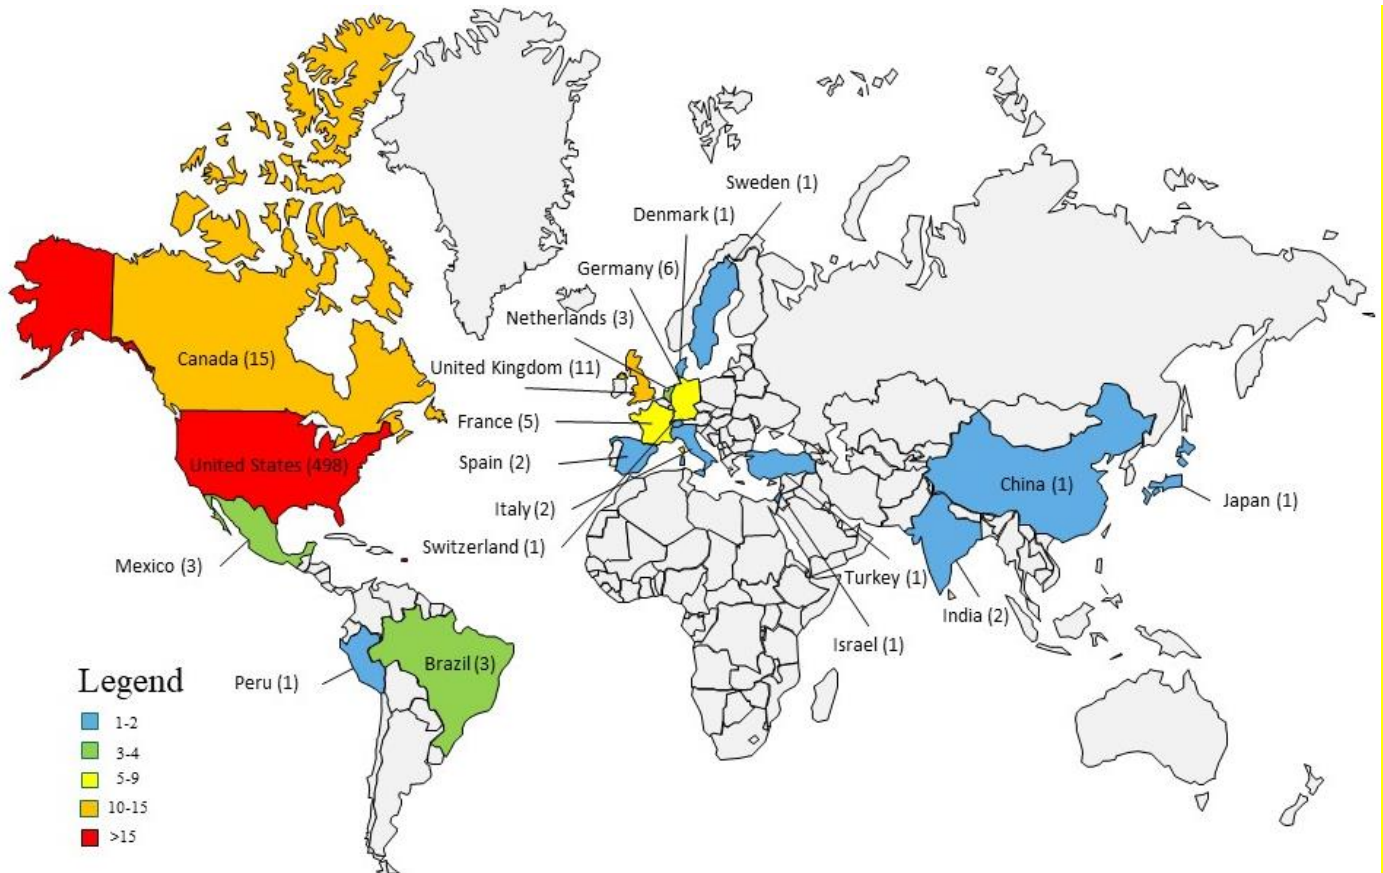 Sweden (1)
Denmark (1)
Germany (6)
Netherlands (3)
Canada (15)
United Kingdom (11)
France (5)
United States (498)
Spain (2)
China (1)
Japan (1)
Italy (2)
Switzerland (1)
Mexico (3)
Turkey (1)
India (2)
Israel (1)
Brazil (3)
Peru (1)
Legend
1-2
3-4
5-9
10-15
>15